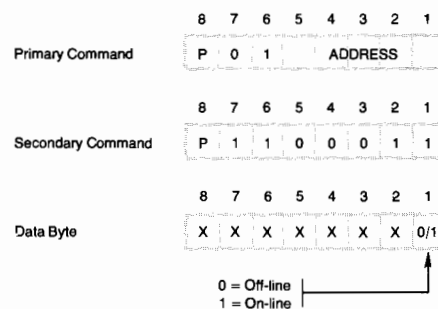 8 7 6 5 4 3 2 1
Primary Command P 0 1 ADDRESS
8 7 6 5 4 3 2 1
Secondary Command P 1 1 0 0 0 1 1
8 7 6 5 4 3 2 1
Data Byte X X X X X X X 0/1
0 = Off-line
1 = On-line